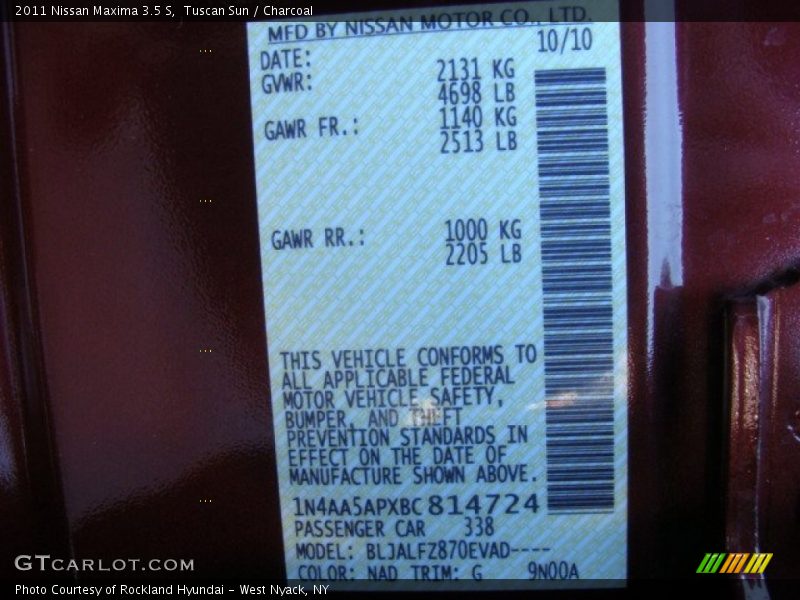 2011 Nissan Maxima 3.5 S,  Tuscan Sun / Charcoal
MFD BY NISSAN MOTOR CO., LTD.
DATE: 10/10
GVWR: 2131 KG
4698 LB
GAWR FR.: 1140 KG
2513 LB
GAWR RR.: 1000 KG
2205 LB
THIS VEHICLE CONFORMS TO
ALL APPLICABLE FEDERAL
MOTOR VEHICLE SAFETY,
BUMPER, AND THEFT
PREVENTION STANDARDS IN
EFFECT ON THE DATE OF
MANUFACTURE SHOWN ABOVE.
1N4AA5APXBC814724
PASSENGER CAR 338
MODEL: BLJALFZ870EVAD----
COLOR: NAD TRIM: G 9N00A
GTCARLOT.COM
Photo Courtesy of Rockland Hyundai - West Nyack, NY